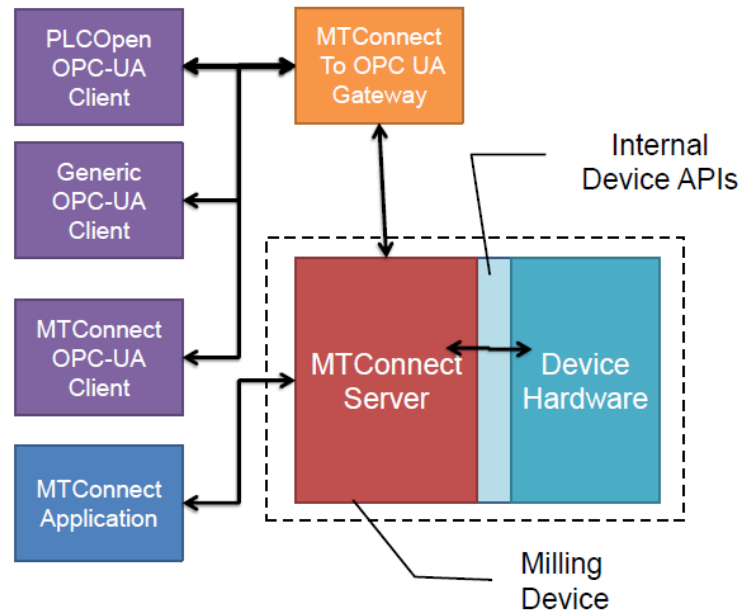 PLCOpen
OPC-UA
Client
MTConnect
To OPC UA
Gateway
Generic
OPC-UA
Client
Internal
Device APIs
MTConnect
OPC-UA
Client
MTConnect
Server
Device
Hardware
MTConnect
Application
Milling
Device